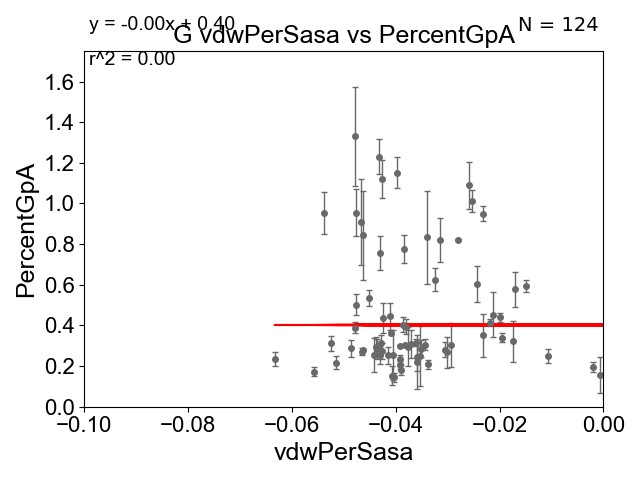 y = -0.00x + 0.40
G vdwPerSasa vs PercentGpA
N = 124
r^2 = 0.00
PercentGpA
1.6
1.4
1.2
1.0
0.8
0.6
0.4
0.2
0.0
−0.10
−0.08
−0.06
−0.04
−0.02
0.00
vdwPerSasa